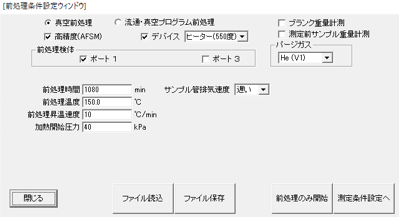 [前処理条件設定ウィンドウ]
真空前処理 流通・真空プログラム前処理 ブランク重量計測
高精度(AFSM) デバイス ヒーター(550度) 測定前サンプル重量計測
前処理検体 パージガス
ポート 1 ポート 3 He (V1)
前処理時間 1080 min サンプル管排気速度 遅い
前処理温度 150.0 ℃
前処理昇温速度 10 ℃/min
加熱開始圧力 40 kPa
閉じる ファイル読込 ファイル保存 前処理のみ開始 測定条件設定へ